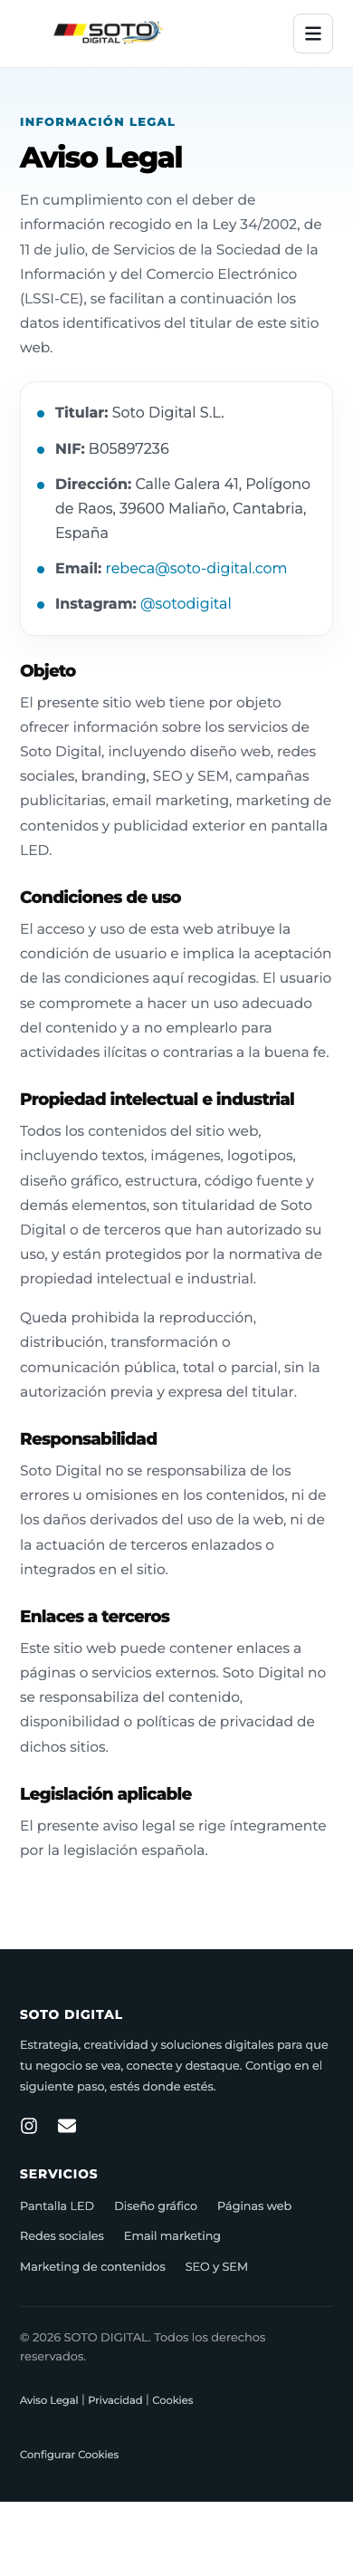 SOTO
DIGITAL
INFORMACIÓN LEGAL
Aviso Legal
En cumplimiento con el deber de
información recogido en la Ley 34/2002, de
11 de julio, de Servicios de la Sociedad de la
Información y del Comercio Electrónico
(LSSI-CE), se facilitan a continuación los
datos identificativos del titular de este sitio
web.
Titular: Soto Digital S.L.
NIF: B05897236
Dirección: Calle Galera 41, Polígono
de Raos, 39600 Maliaño, Cantabria,
España
Email: rebeca@soto-digital.com
Instagram: @sotodigital
Objeto
El presente sitio web tiene por objeto
ofrecer información sobre los servicios de
Soto Digital, incluyendo diseño web, redes
sociales, branding, SEO y SEM, campañas
publicitarias, email marketing, marketing de
contenidos y publicidad exterior en pantalla
LED.
Condiciones de uso
El acceso y uso de esta web atribuye la
condición de usuario e implica la aceptación
de las condiciones aquí recogidas. El usuario
se compromete a hacer un uso adecuado
del contenido y a no emplearlo para
actividades ilícitas o contrarias a la buena fe.
Propiedad intelectual e industrial
Todos los contenidos del sitio web,
incluyendo textos, imágenes, logotipos,
diseño gráfico, estructura, código fuente y
demás elementos, son titularidad de Soto
Digital o de terceros que han autorizado su
uso, y están protegidos por la normativa de
propiedad intelectual e industrial.
Queda prohibida la reproducción,
distribución, transformación o
comunicación pública, total o parcial, sin la
autorización previa y expresa del titular.
Responsabilidad
Soto Digital no se responsabiliza de los
errores u omisiones en los contenidos, ni de
los daños derivados del uso de la web, ni de
la actuación de terceros enlazados o
integrados en el sitio.
Enlaces a terceros
Este sitio web puede contener enlaces a
páginas o servicios externos. Soto Digital no
se responsabiliza del contenido,
disponibilidad o políticas de privacidad de
dichos sitios.
Legislación aplicable
El presente aviso legal se rige íntegramente
por la legislación española.
SOTO DIGITAL
Estrategia, creatividad y soluciones digitales para que
tu negocio se vea, conecte y destaque. Contigo en el
siguiente paso, estés donde estés.
SERVICIOS
Pantalla LED Diseño gráfico Páginas web
Redes sociales Email marketing
Marketing de contenidos SEO y SEM
© 2026 SOTO DIGITAL. Todos los derechos
reservados.
Aviso Legal | Privacidad | Cookies
Configurar Cookies